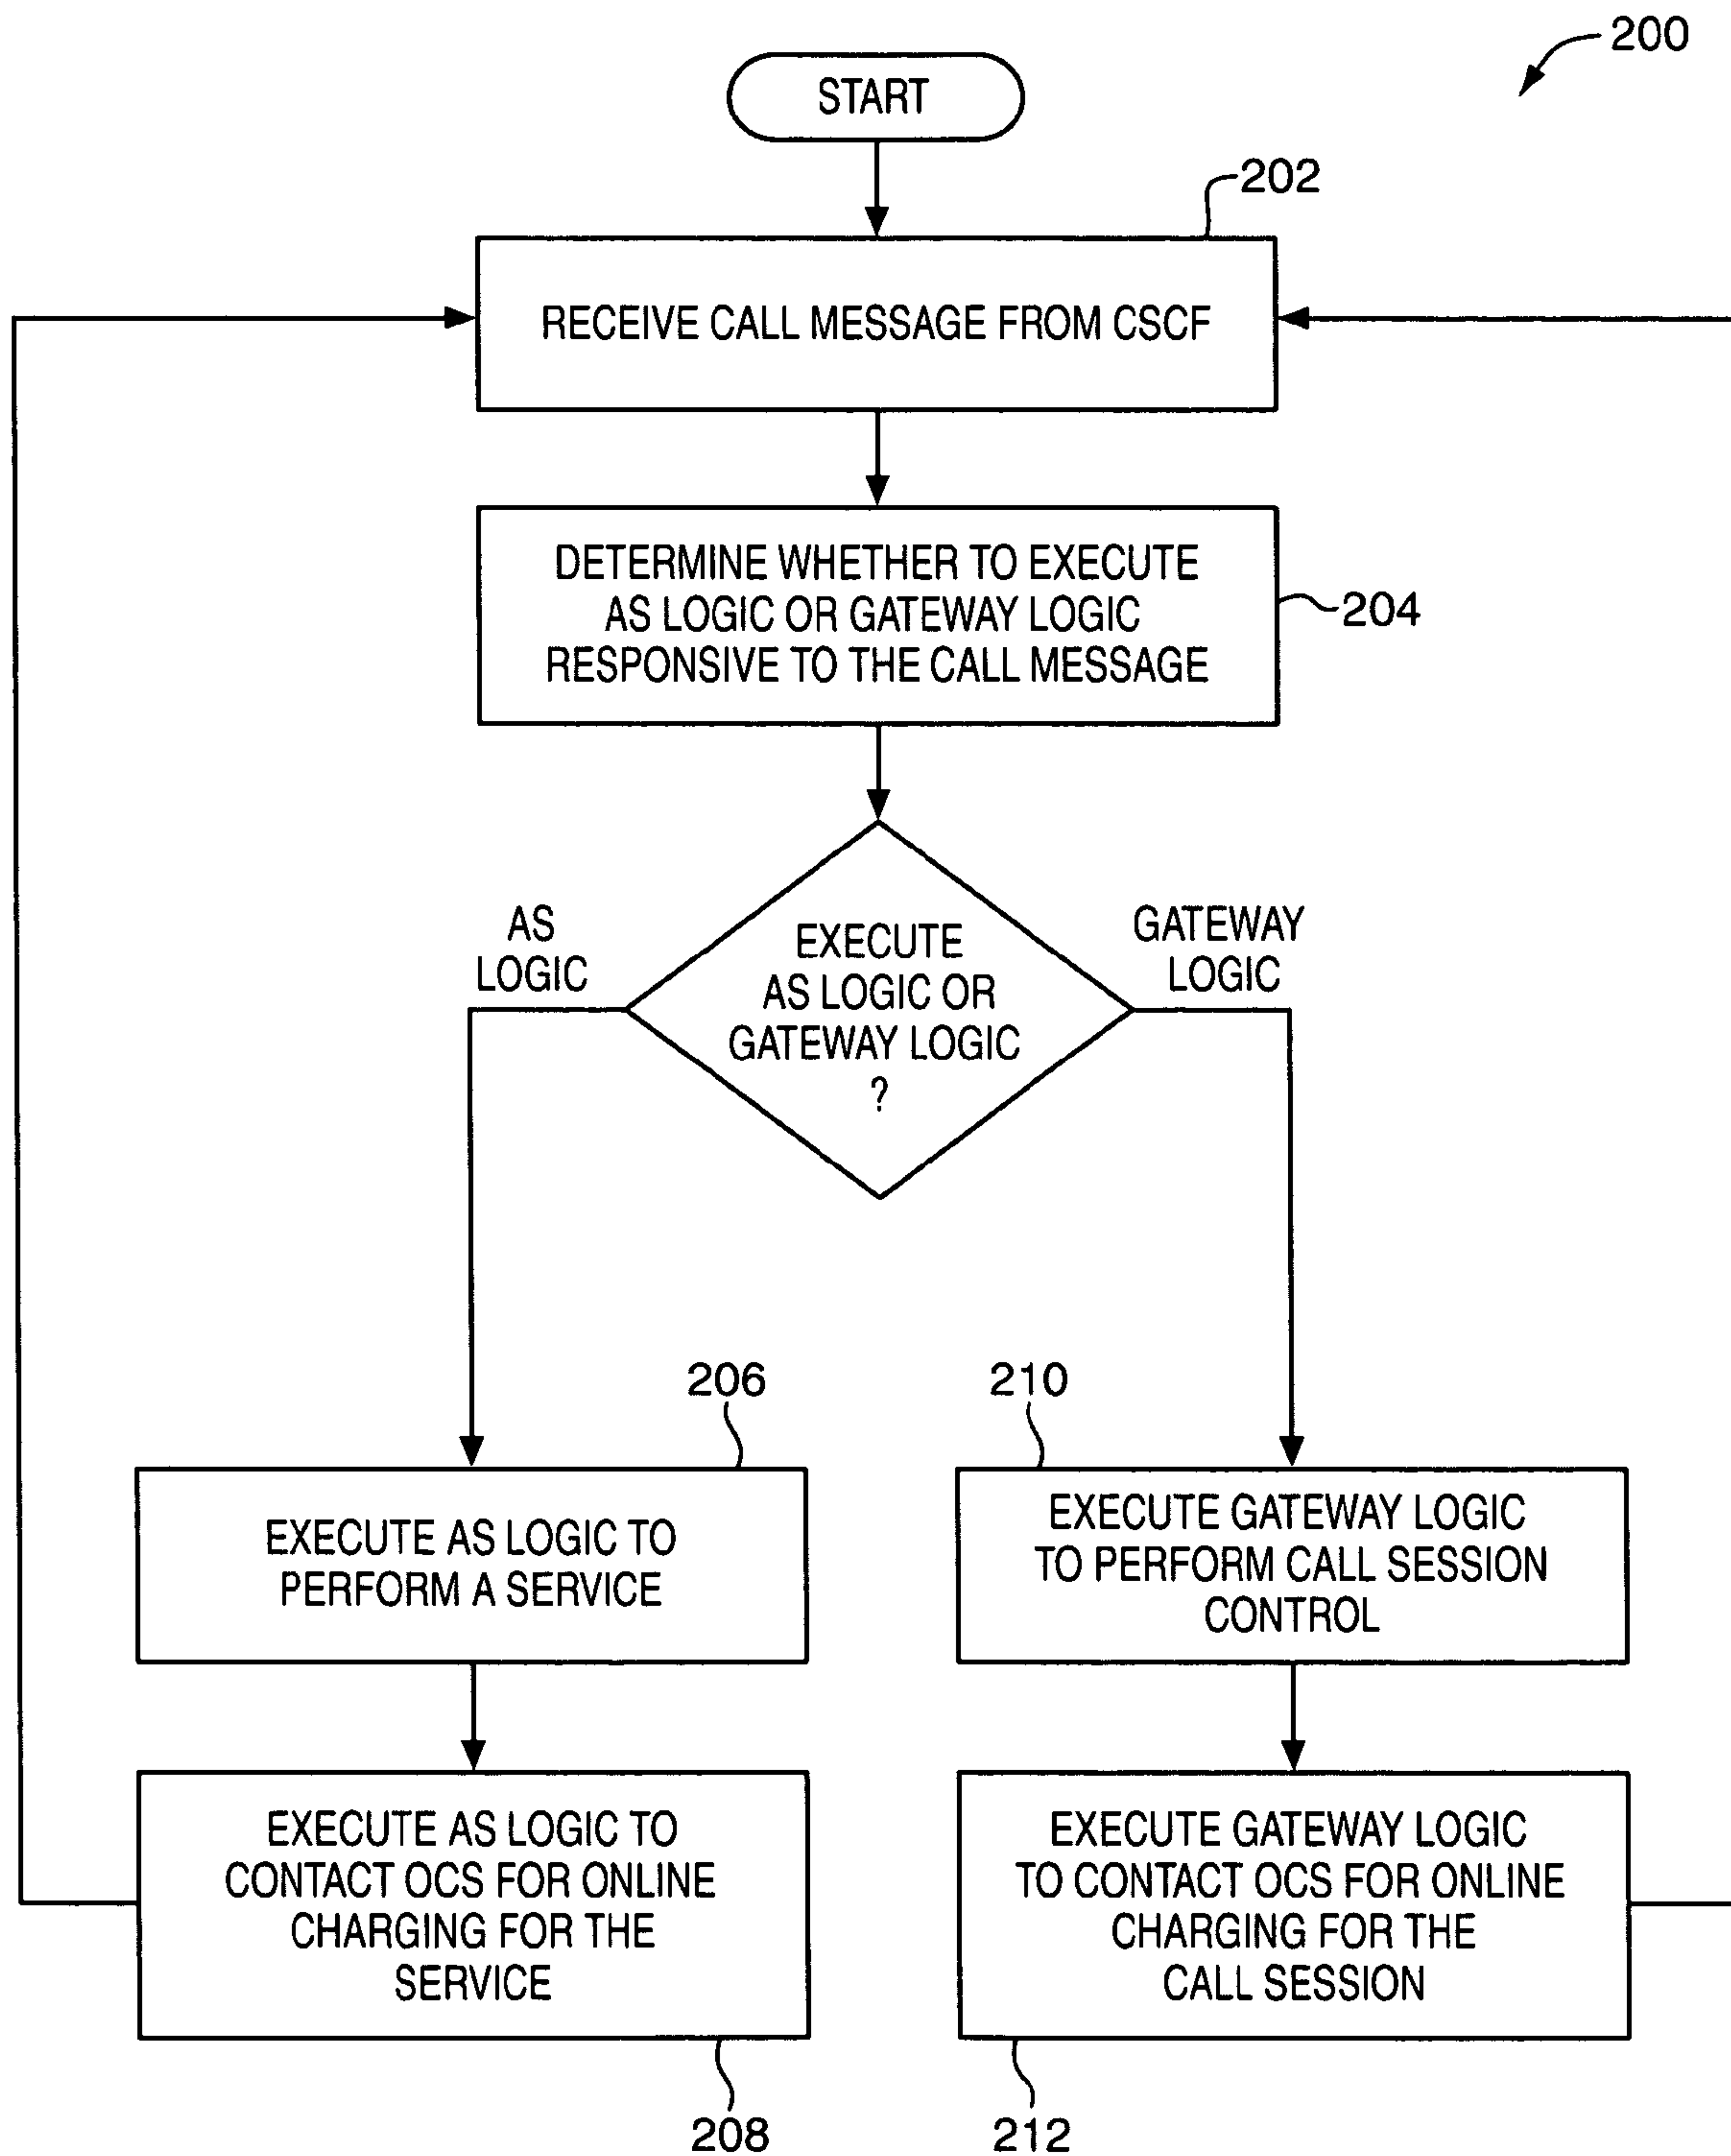 200
START
202
RECEIVE CALL MESSAGE FROM CSCF
DETERMINE WHETHER TO EXECUTE
AS LOGIC OR GATEWAY LOGIC
RESPONSIVE TO THE CALL MESSAGE
204
AS
LOGIC
EXECUTE
AS LOGIC OR
GATEWAY LOGIC
?
GATEWAY
LOGIC
206
EXECUTE AS LOGIC TO
PERFORM A SERVICE
210
EXECUTE GATEWAY LOGIC
TO PERFORM CALL SESSION
CONTROL
EXECUTE AS LOGIC TO
CONTACT OCS FOR ONLINE
CHARGING FOR THE
SERVICE
208
EXECUTE GATEWAY LOGIC
TO CONTACT OCS FOR ONLINE
CHARGING FOR THE
CALL SESSION
212